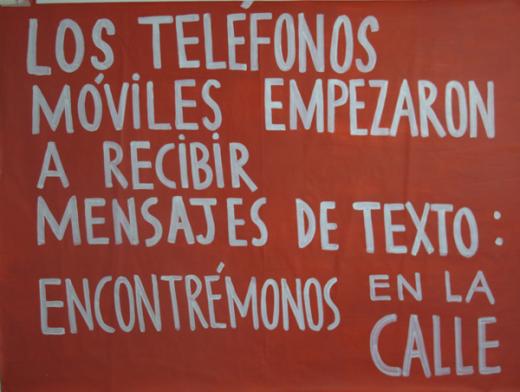 LOS TELÉFONOS
MÓViLES EMPEZARON
A RECiBiR
MENSAJES DE TEXTO:
ENCONTRÉMONOS EN LA
CALLE